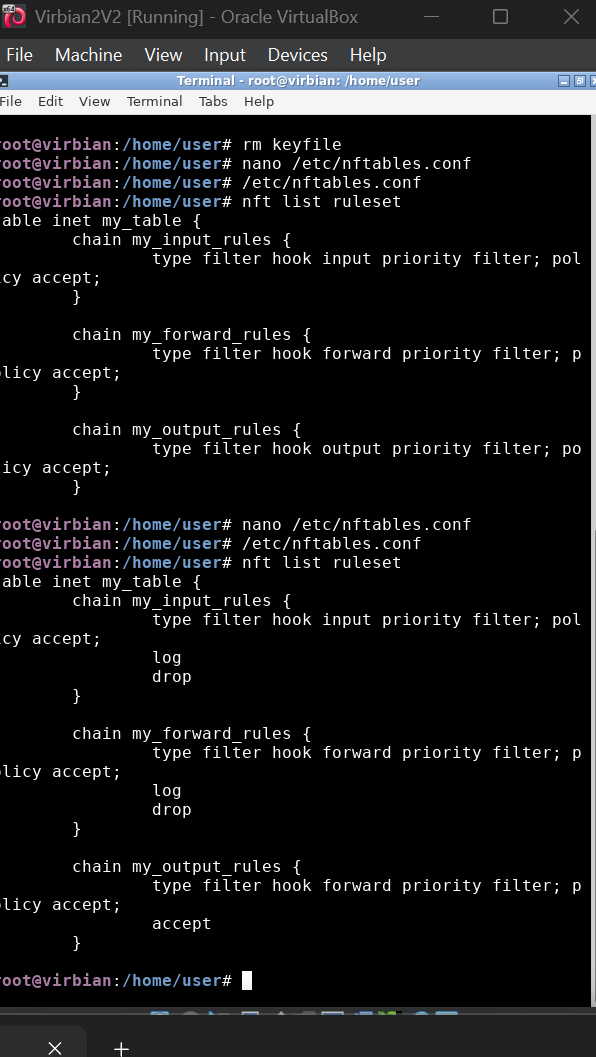 Virbian2V2 [Running] - Oracle VirtualBox
File Machine View Input Devices Help
Terminal - root@virbian: /home/user
File Edit View Terminal Tabs Help
root@virbian:/home/user# rm keyfile
root@virbian:/home/user# nano /etc/nftables.conf
root@virbian:/home/user# /etc/nftables.conf
root@virbian:/home/user# nft list ruleset
table inet my_table {
chain my_input_rules {
type filter hook input priority filter; pol
icy accept;
}
chain my_forward_rules {
type filter hook forward priority filter; p
olicy accept;
}
chain my_output_rules {
type filter hook output priority filter; po
licy accept;
}
root@virbian:/home/user# nano /etc/nftables.conf
root@virbian:/home/user# /etc/nftables.conf
root@virbian:/home/user# nft list ruleset
table inet my_table {
chain my_input_rules {
type filter hook input priority filter; pol
icy accept;
log
drop
}
chain my_forward_rules {
type filter hook forward priority filter; p
olicy accept;
log
drop
}
chain my_output_rules {
type filter hook forward priority filter; p
olicy accept;
accept
}
root@virbian:/home/user#